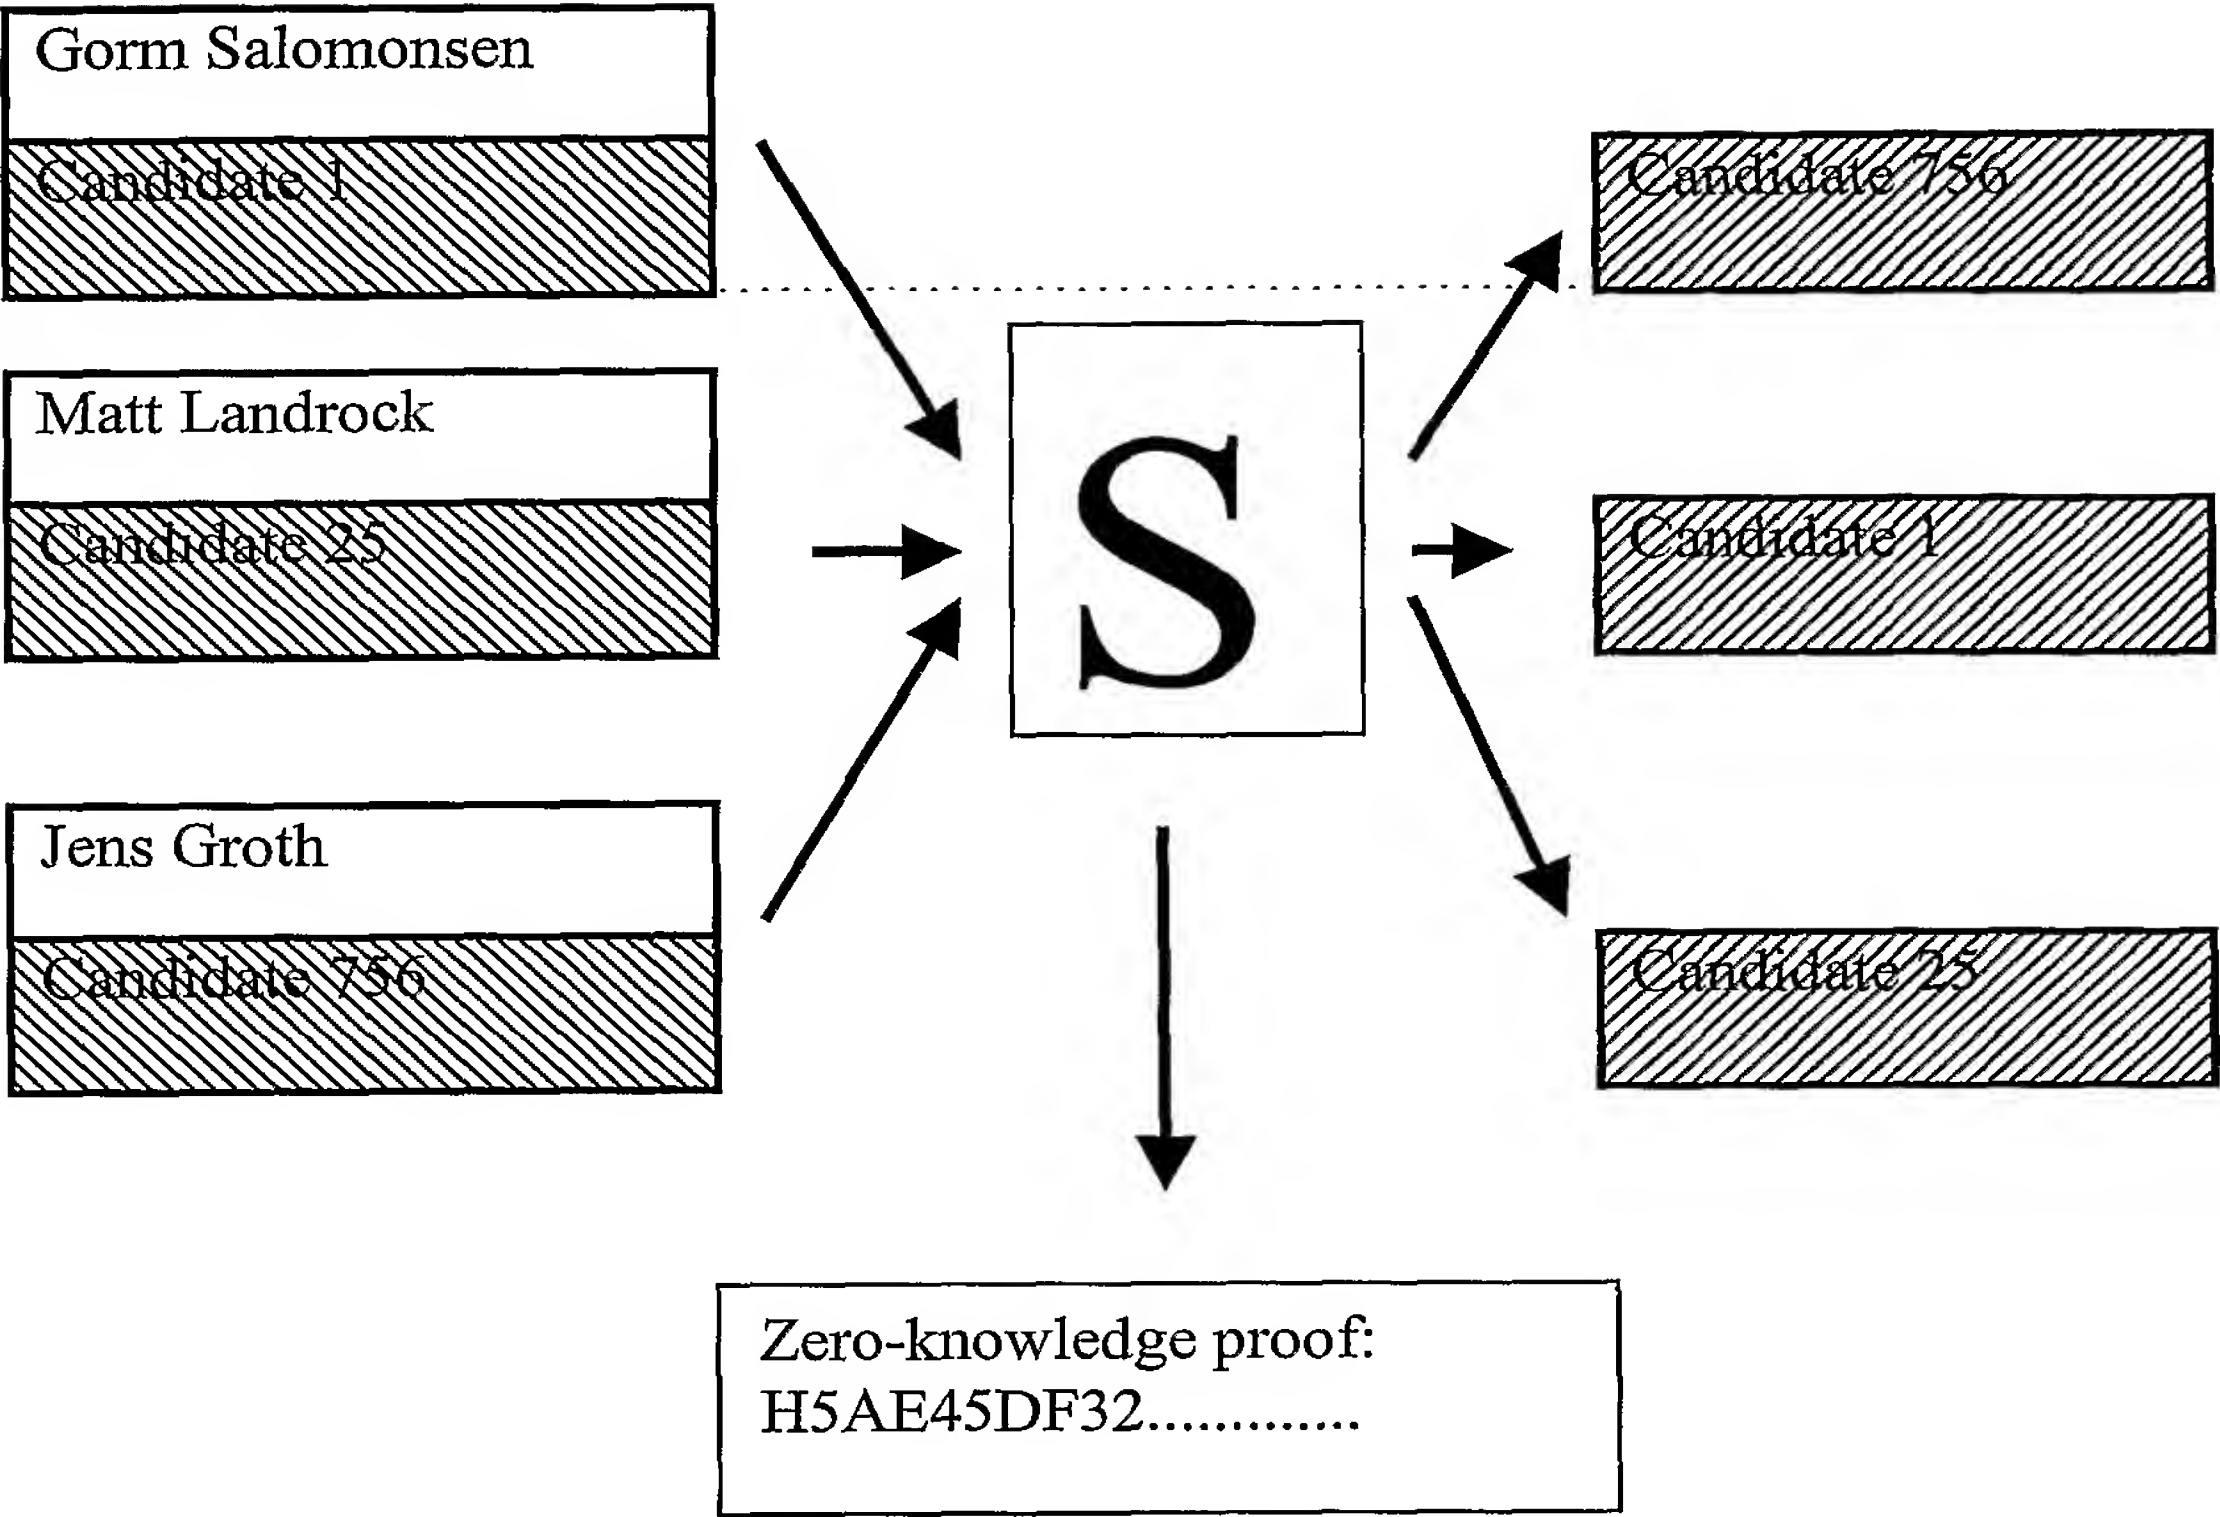 Gorm Salomonsen
Candidate 1
Matt Landrock
Candidate 25
Jens Groth
Candidate 756
S
Candidate 756
Candidate 1
Candidate 25
Zero-knowledge proof:
H5AE45DF32.............